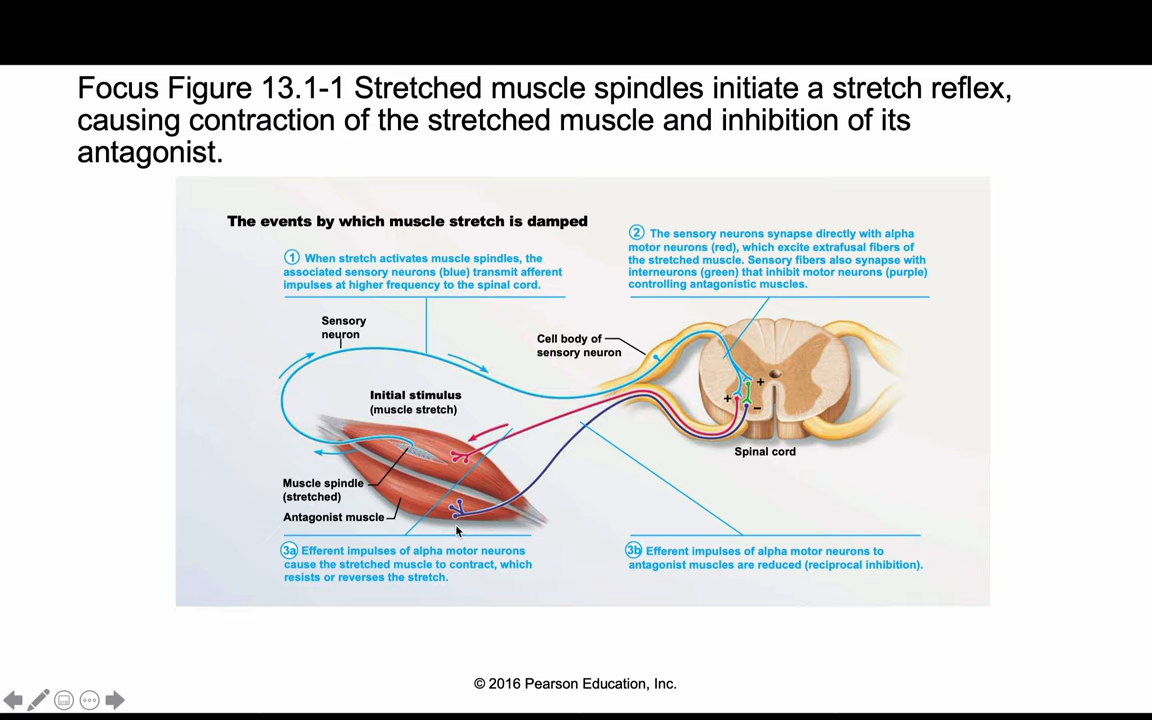 Focus Figure 13.1-1 Stretched muscle spindles initiate a stretch reflex,
causing contraction of the stretched muscle and inhibition of its
antagonist.
The events by which muscle stretch is damped
1 When stretch activates muscle spindles, the
associated sensory neurons (blue) transmit afferent
impulses at higher frequency to the spinal cord.
2 The sensory neurons synapse directly with alpha
motor neurons (red), which excite extrafusal fibers of
the stretched muscle. Sensory fibers also synapse with
interneurons (green) that inhibit motor neurons (purple)
controlling antagonistic muscles.
Sensory
neuron
Cell body of
sensory neuron
Initial stimulus
(muscle stretch)
+
+
–
Spinal cord
Muscle spindle
(stretched)
Antagonist muscle
3a Efferent impulses of alpha motor neurons
cause the stretched muscle to contract, which
resists or reverses the stretch.
3b Efferent impulses of alpha motor neurons to
antagonist muscles are reduced (reciprocal inhibition).
© 2016 Pearson Education, Inc.